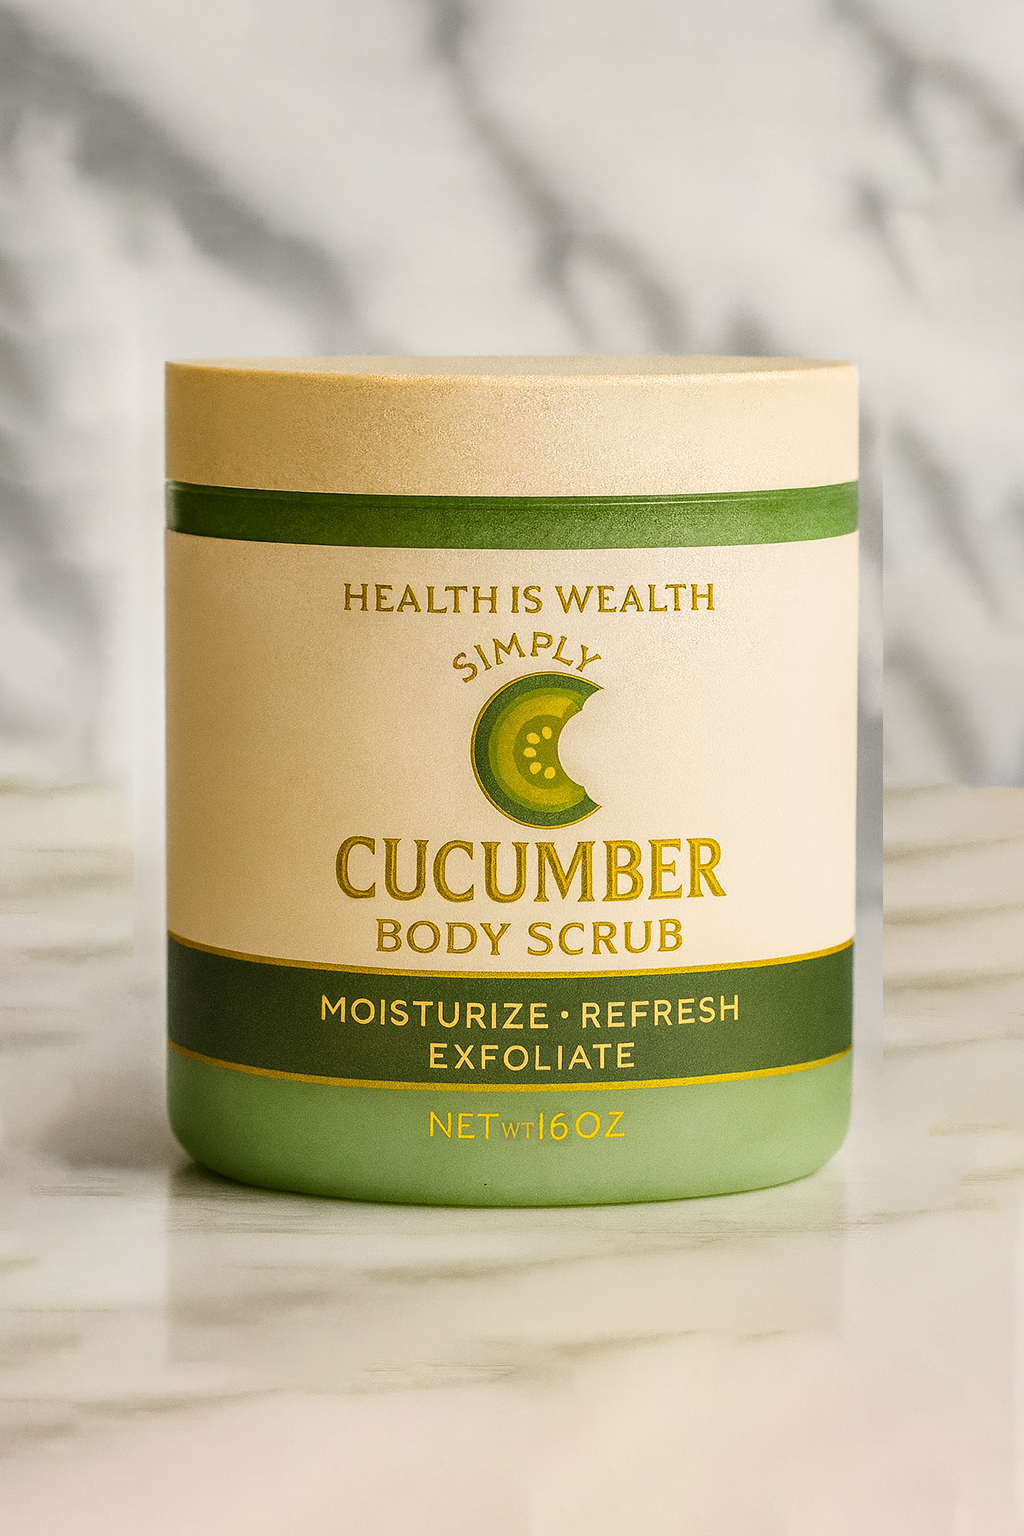 HEALTH IS WEALTH
SIMPLY
CUCUMBER
BODY SCRUB
MOISTURIZE • REFRESH
EXFOLIATE
NET WT 16 OZ